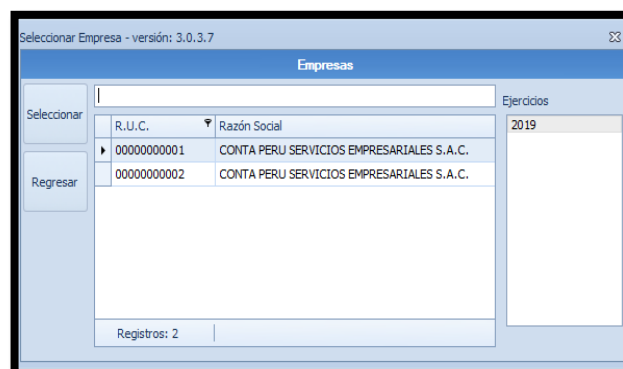 Seleccionar Empresa - versión: 3.0.3.7
Empresas
Seleccionar
Regresar
R.U.C. Razón Social
00000000001 CONTA PERU SERVICIOS EMPRESARIALES S.A.C.
00000000002 CONTA PERU SERVICIOS EMPRESARIALES S.A.C.
Registros: 2
Ejercicios
2019